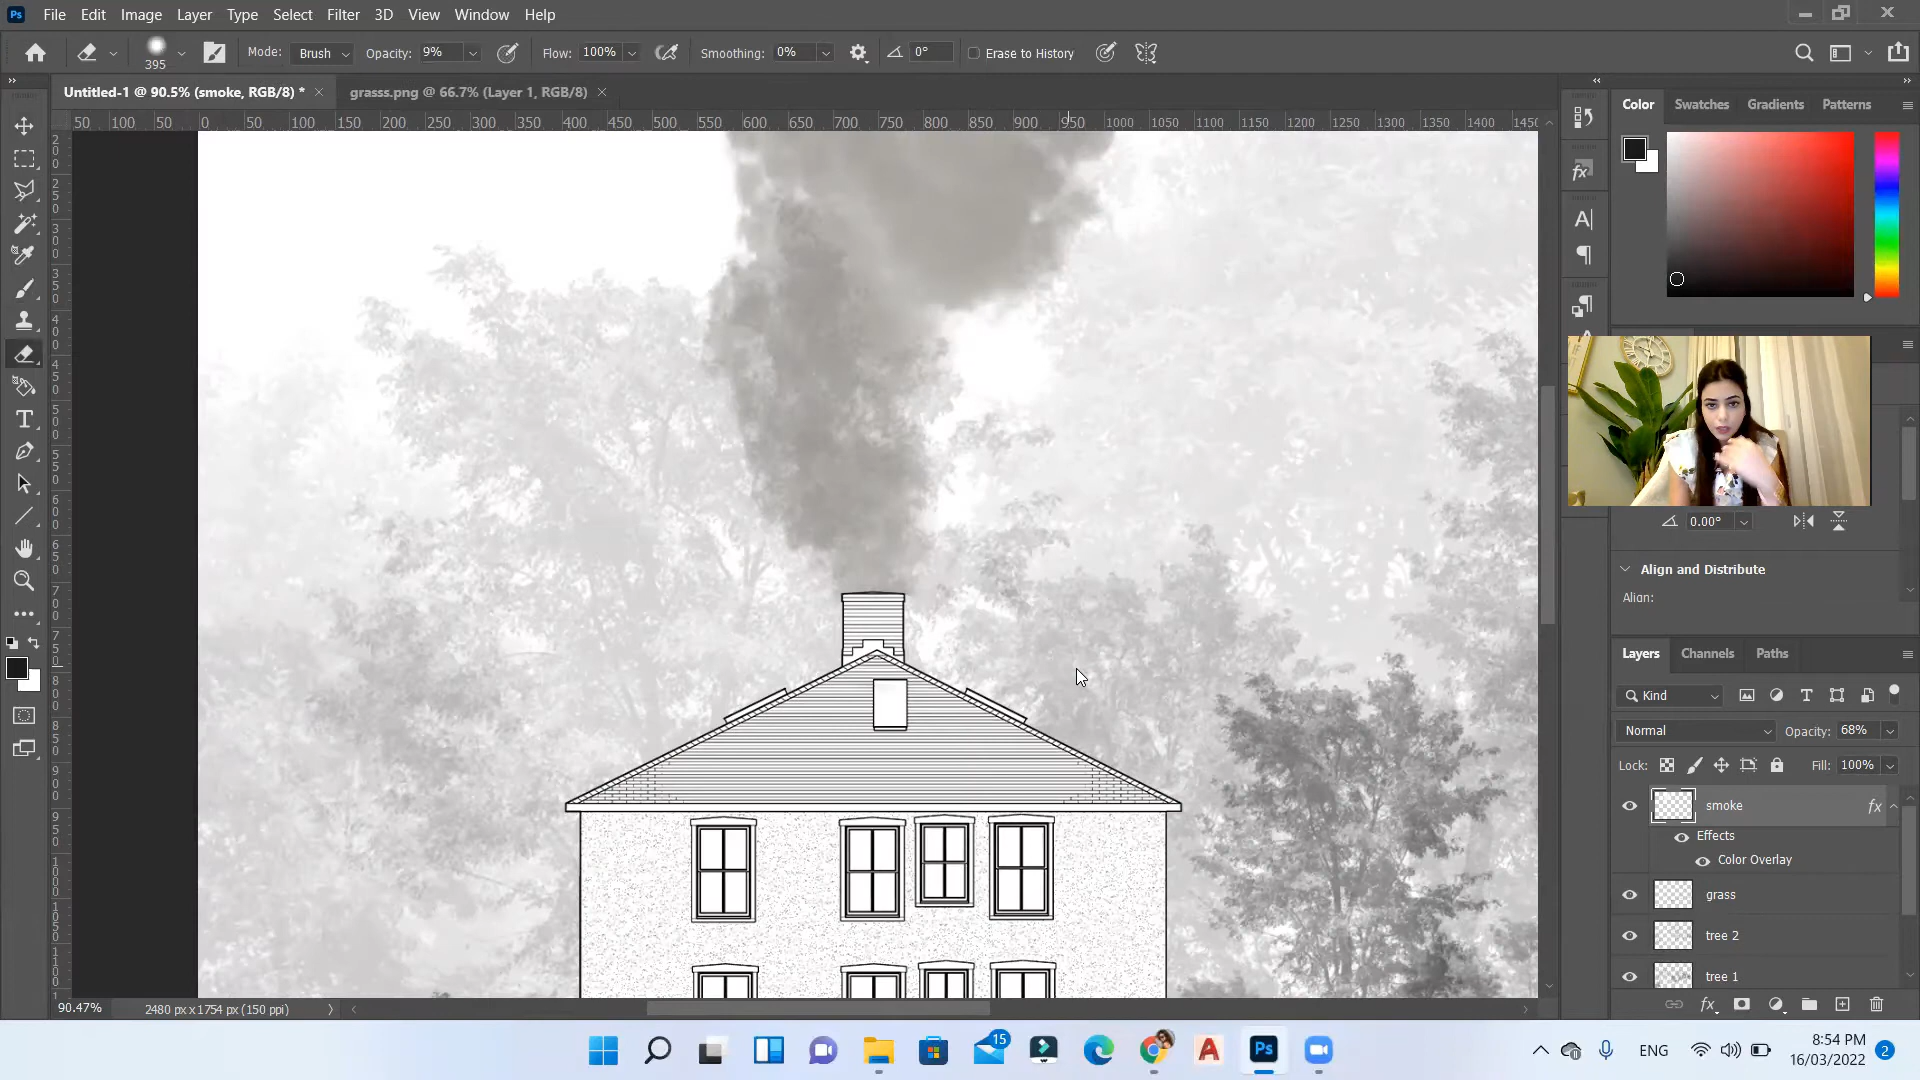 Ps File Edit Image Layer Type Select Filter 3D View Window Help
395 Mode: Brush Opacity: 9% Flow: 100% Smoothing: 0% 0° Erase to History
Untitled-1 @ 90.5% (smoke, RGB/8) * grasss.png @ 66.7% (Layer 1, RGB/8)
50 100 50 0 50 100 150 200 250 300 350 400 450 500 550 600 650 700 750 800 850 900 950 1000 1050 1100 1150 1200 1250 1300 1350 1400 1450
Color Swatches Gradients Patterns
0.00°
Align and Distribute
Align:
Layers Channels Paths
Kind
Normal Opacity: 68%
Lock: Fill: 100%
smoke fx
Effects
Color Overlay
grass
tree 2
tree 1
90.47% 2480 px x 1754 px (150 ppi)
15 Ps ENG 8:54 PM
16/03/2022 2